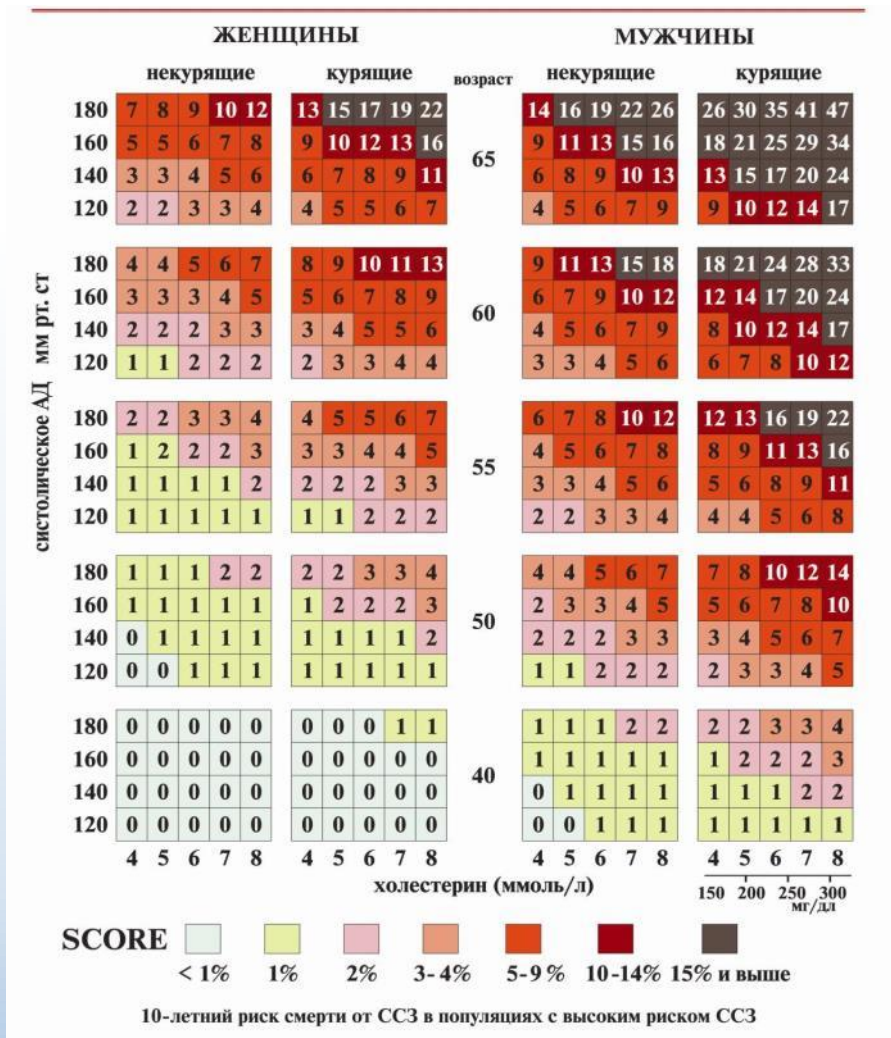 ЖЕНЩИНЫ МУЖЧИНЫ
некурящие курящие возраст некурящие курящие
180 7 8 9 10 12 13 15 17 19 22 14 16 19 22 26 26 30 35 41 47
160 5 5 6 7 8 9 10 12 13 16 9 11 13 15 16 18 21 25 29 34
65
140 3 3 4 5 6 6 7 8 9 11 6 8 9 10 13 13 15 17 20 24
120 2 2 3 3 4 4 5 5 6 7 4 5 6 7 9 9 10 12 14 17
180 4 4 5 6 7 8 9 10 11 13 9 11 13 15 18 18 21 24 28 33
160 3 3 3 4 5 5 6 7 8 9 6 7 9 10 12 12 14 17 20 24
60
140 2 2 2 3 3 3 4 5 5 6 4 5 6 7 9 8 10 12 14 17
120 1 1 2 2 2 2 3 3 4 4 3 3 4 5 6 6 7 8 10 12
систолическое АД мм рт. ст
180 2 2 3 3 4 4 5 5 6 7 6 7 8 10 12 12 13 16 19 22
160 1 2 2 2 3 3 3 4 4 5 4 5 6 7 8 8 9 11 13 16
55
140 1 1 1 1 2 2 2 2 3 3 3 3 4 5 6 5 6 8 9 11
120 1 1 1 1 1 1 1 2 2 2 2 2 3 3 4 4 4 5 6 8
180 1 1 1 2 2 2 2 3 3 4 4 4 5 6 7 7 8 10 12 14
160 1 1 1 1 1 1 2 2 2 3 2 3 3 4 5 5 6 7 8 10
50
140 0 1 1 1 1 1 1 1 1 2 2 2 2 3 3 3 4 5 6 7
120 0 0 1 1 1 1 1 1 1 1 1 1 2 2 2 2 3 3 4 5
180 0 0 0 0 0 0 0 0 1 1 1 1 1 2 2 2 2 3 3 4
160 0 0 0 0 0 0 0 0 0 0 1 1 1 1 1 1 2 2 2 3
40
140 0 0 0 0 0 0 0 0 0 0 0 1 1 1 1 1 1 1 2 2
120 0 0 0 0 0 0 0 0 0 0 0 0 1 1 1 1 1 1 1 1
4 5 6 7 8 4 5 6 7 8 4 5 6 7 8 4 5 6 7 8
холестерин (ммоль/л)
150 200 250 300
мг/дл
SCORE
< 1% 1% 2% 3-4% 5-9 % 10-14% 15% и выше
10-летний риск смерти от ССЗ в популяциях с высоким риском ССЗ